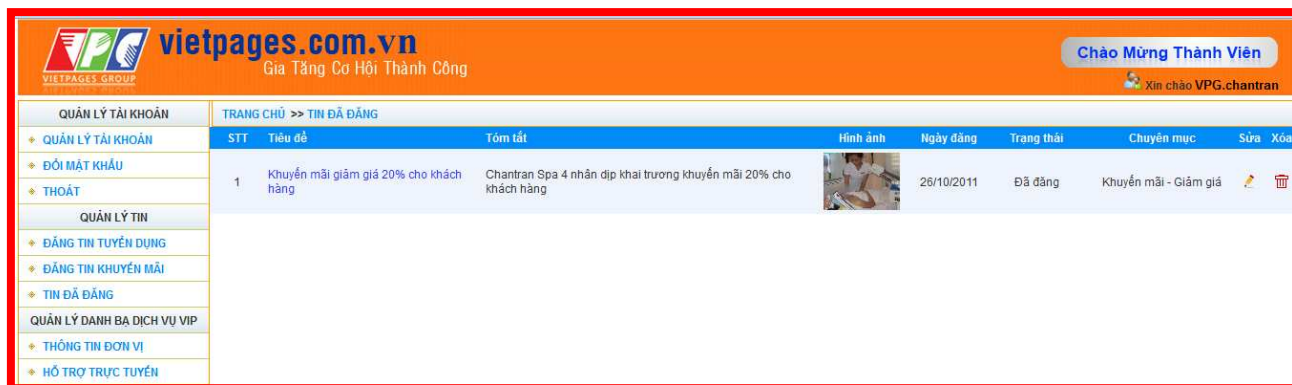 VPG
VIETPAGES GROUP
vietpages.com.vn
Gia Tăng Cơ Hội Thành Công
Chào Mừng Thành Viên
Xin chào VPG.chantran
QUẢN LÝ TÀI KHOẢN
QUẢN LÝ TÀI KHOẢN
ĐỔI MẬT KHẨU
THOÁT
QUẢN LÝ TIN
ĐĂNG TIN TUYỂN DỤNG
ĐĂNG TIN KHUYẾN MÃI
TIN ĐÃ ĐĂNG
QUẢN LÝ DANH BẠ DỊCH VỤ VIP
THÔNG TIN ĐƠN VỊ
HỖ TRỢ TRỰC TUYẾN
TRANG CHỦ >> TIN ĐÃ ĐĂNG
STT Tiêu đề Tóm tắt Hình ảnh Ngày đăng Trạng thái Chuyên mục Sửa Xóa
1 Khuyến mãi giảm giá 20% cho khách Chantran Spa 4 nhân dịp khai trương khuyến mãi 20% cho 26/10/2011 Đã đăng Khuyến mãi - Giảm giá
hàng khách hàng